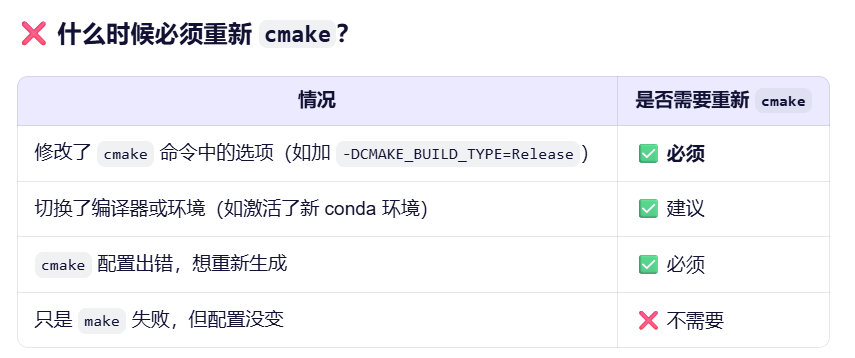 ❌ 什么时候必须重新 cmake？
情况 是否需要重新 cmake
修改了 cmake 命令中的选项（如加 -DCMAKE_BUILD_TYPE=Release） ✅ 必须
切换了编译器或环境（如激活了新 conda 环境） ✅ 建议
cmake 配置出错，想重新生成 ✅ 必须
只是 make 失败，但配置没变 ❌ 不需要